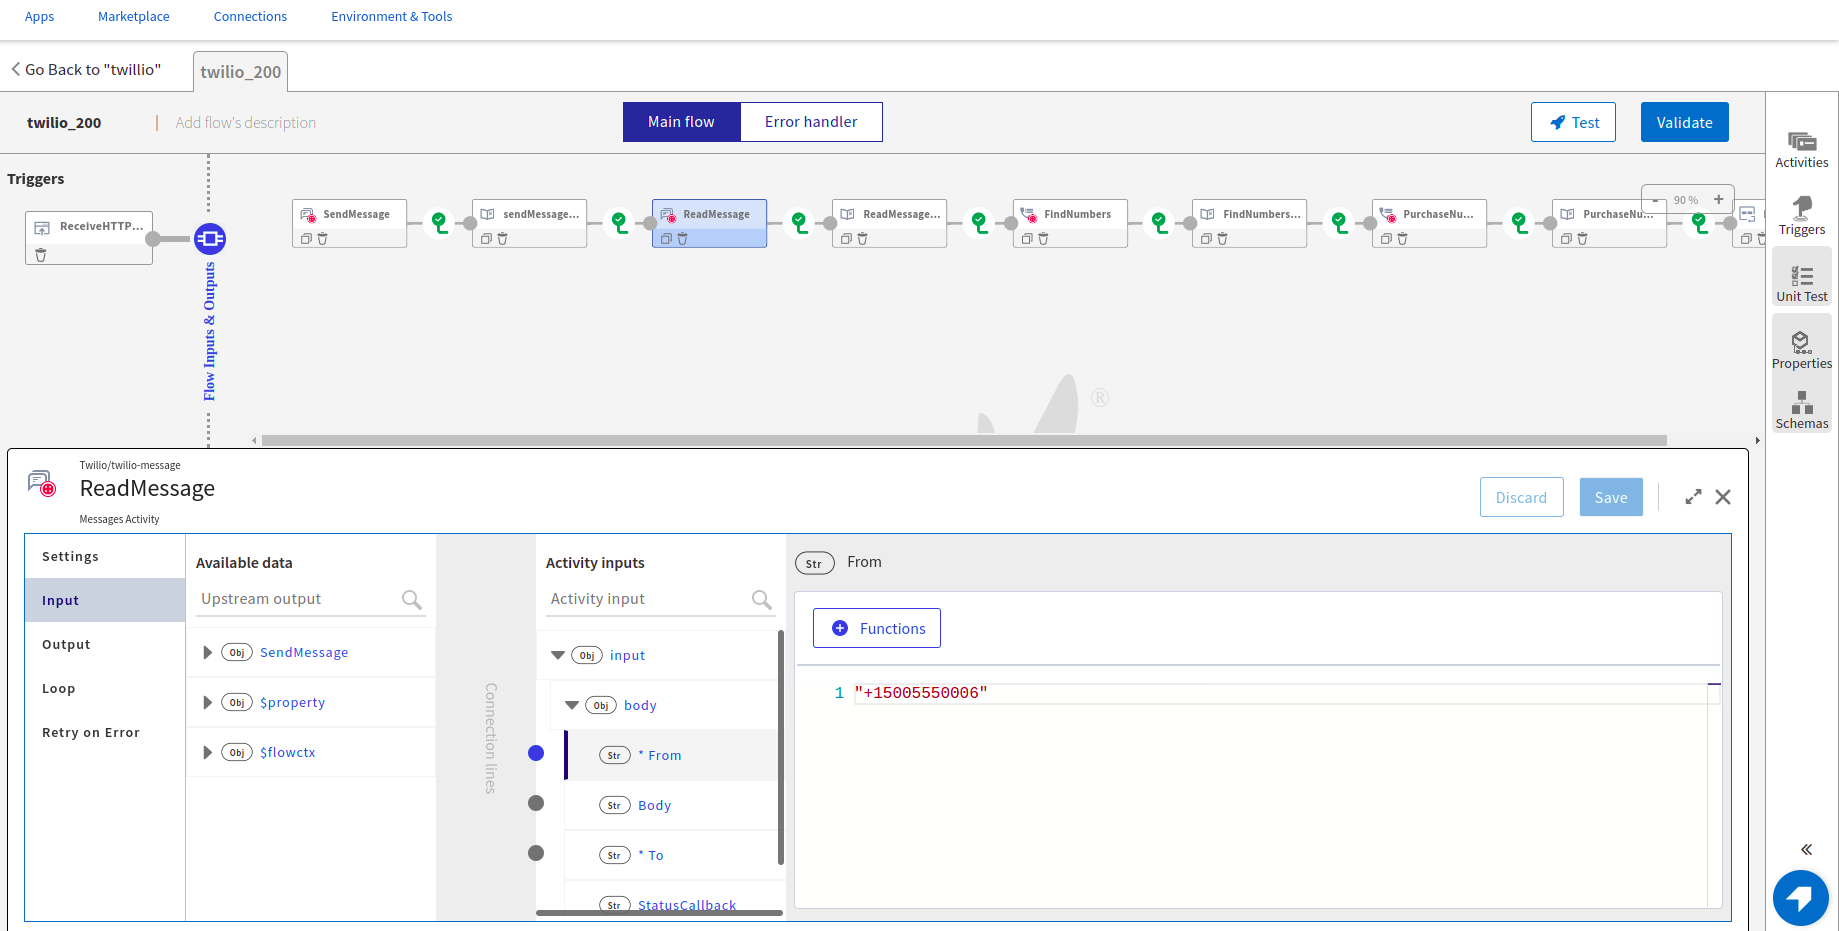 Apps Marketplace Connections Environment & Tools
Go Back to "twillio" twilio_200
twilio_200 | Add flow's description Main flow Error handler Test Validate
Triggers
ReceiveHTTP...
Flow Inputs & Outputs
SendMessage sendMessage... ReadMessage ReadMessage... FindNumbers FindNumbers... PurchaseNu... PurchaseNu...
- 90 % +
®
Activities
Triggers
Unit Test
Properties
Schemas
Twilio/twilio-message
ReadMessage
Messages Activity
Discard Save
Settings
Input
Output
Loop
Retry on Error
Available data
Upstream output
Obj SendMessage
Obj $property
Obj $flowctx
Connection lines
Activity inputs
Activity input
Obj input
Obj body
Str * From
Str Body
Str * To
Str StatusCallback
Str From
Functions
1 "+15005550006"